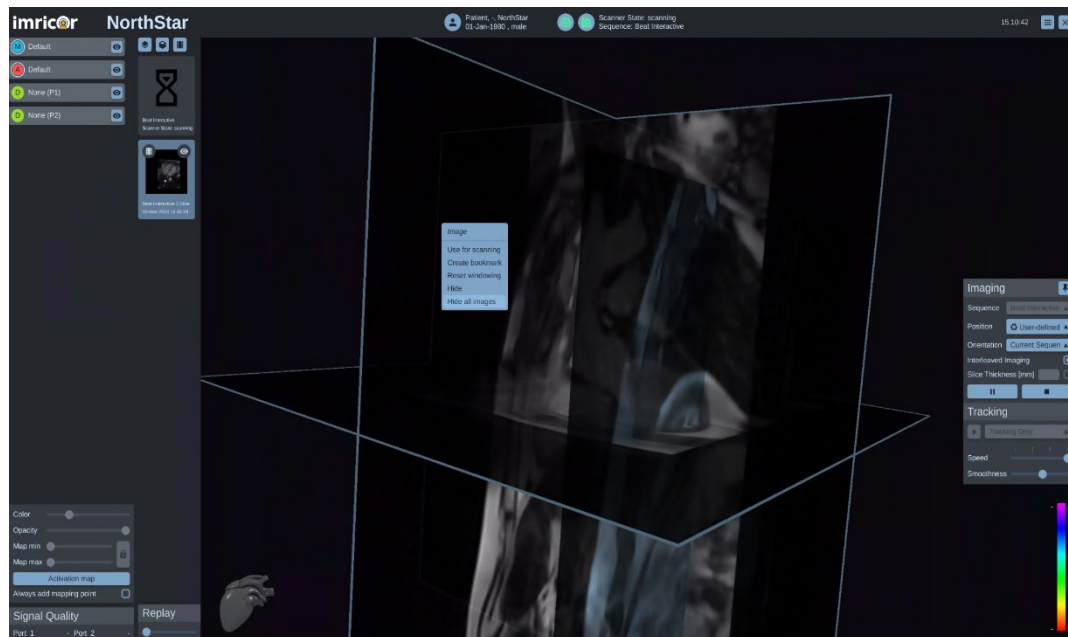 imricor NorthStar
Patient, -, NorthStar
01-Jan-1980 , male
Scanner State: scanning
Sequence: Beat Interactive
15:10:42
M Default
A Default
D None (P1)
D None (P2)
Beat Interactive
Scanner State: scanning
Image
Use for scanning
Create bookmark
Reset windowing
Hide
Hide all images
Imaging
Sequence Beat Interactive
Position User-defined
Orientation Current Sequen
Interleaved Imaging
Slice Thickness [mm]
Tracking
Tracking Only
Speed
Smoothness
Color
Opacity
Map min
Map max
Activation map
Always add mapping point
Signal Quality
Port 1 - Port 2 -
Replay